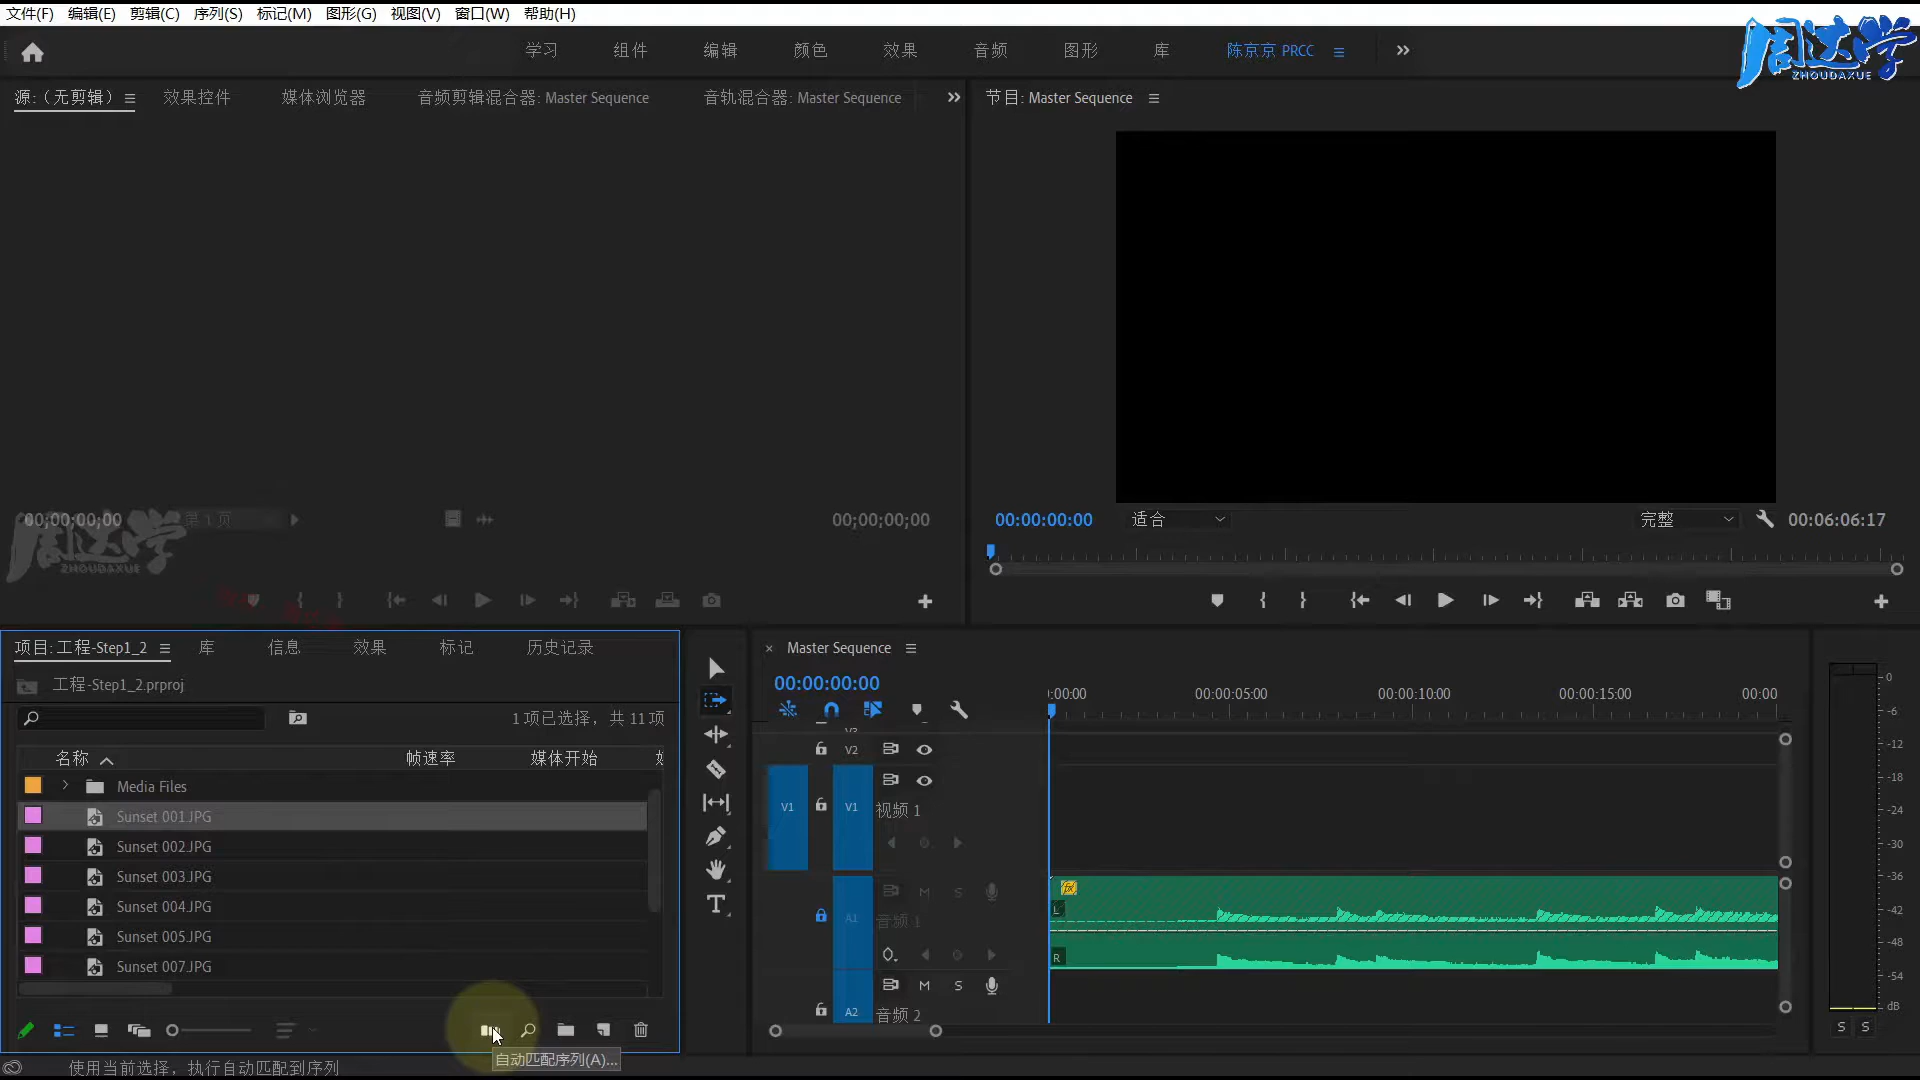 文件(F) 编辑(E) 剪辑(C) 序列(S) 标记(M) 图形(G) 视图(V) 窗口(W) 帮助(H)
学习 组件 编辑 颜色 效果 音频 图形 库 陈京京 PRCC
周达学
ZHOUDAXUE
源:（无剪辑） 效果控件 媒体浏览器 音频剪辑混合器: Master Sequence 音轨混合器: Master Sequence
节目: Master Sequence
00;00;00;00 第 1 页 00;00;00;00
周达学
ZHOUDAXUE
00:00:00:00 适合 完整 00:06:06:17
项目: 工程-Step1_2 库 信息 效果 标记 历史记录
工程-Step1_2.prproj
1 项已选择，共 11 项
名称 帧速率 媒体开始
Media Files
Sunset 001.JPG
Sunset 002.JPG
Sunset 003.JPG
Sunset 004.JPG
Sunset 005.JPG
Sunset 007.JPG
自动匹配序列(A)...
使用当前选择，执行自动匹配到序列
Master Sequence
00:00:00:00
:00:00 00:00:05:00 00:00:10:00 00:00:15:00 00:00
V3
V2
V1 V1 视频 1
A1 M S
音频 1
L
R
M S
A2 音频 2
0
-6
-12
-18
-24
-30
-36
-42
-48
-54
dB
S S